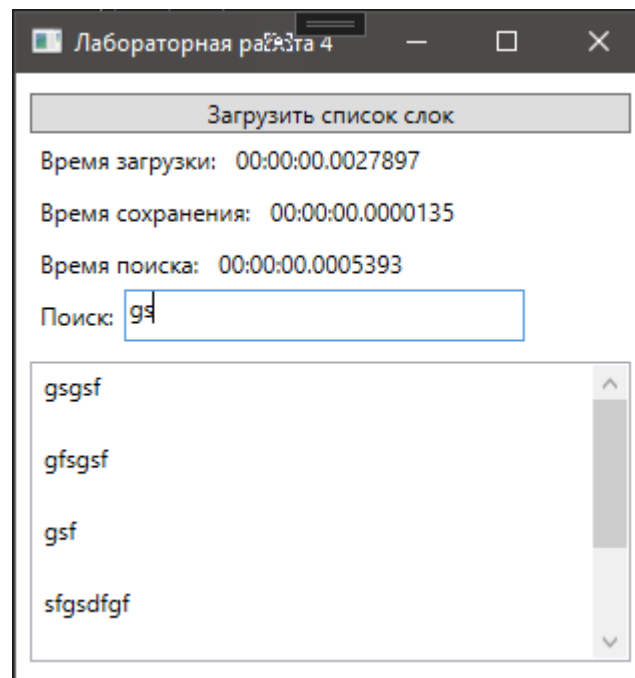 Лабораторная работа 4
Загрузить список слок
Время загрузки: 00:00:00.0027897
Время сохранения: 00:00:00.0000135
Время поиска: 00:00:00.0005393
Поиск: gs
gsgsf
gfsgsf
gsf
sfgsdfgf